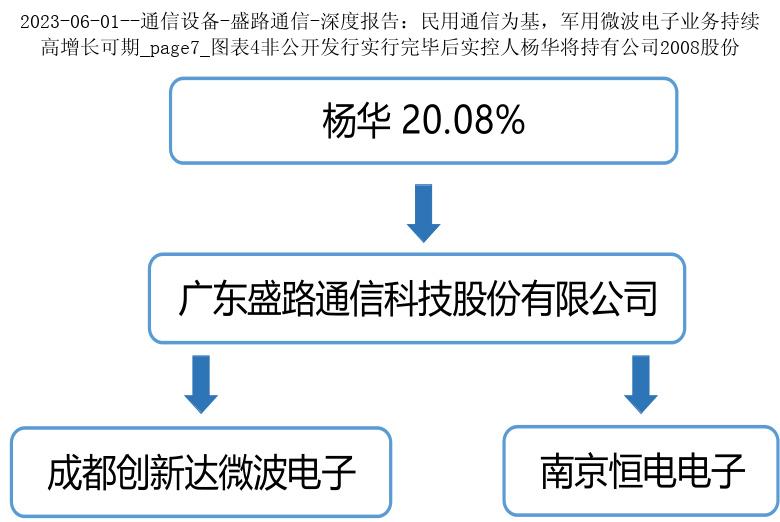 2023-06-01--通信设备-盛路通信-深度报告：民用通信为基，军用微波电子业务持续
高增长可期_page7_图表4非公开发行实行完毕后实控人杨华将持有公司2008股份
杨华 20.08%
广东盛路通信科技股份有限公司
成都创新达微波电子
南京恒电电子